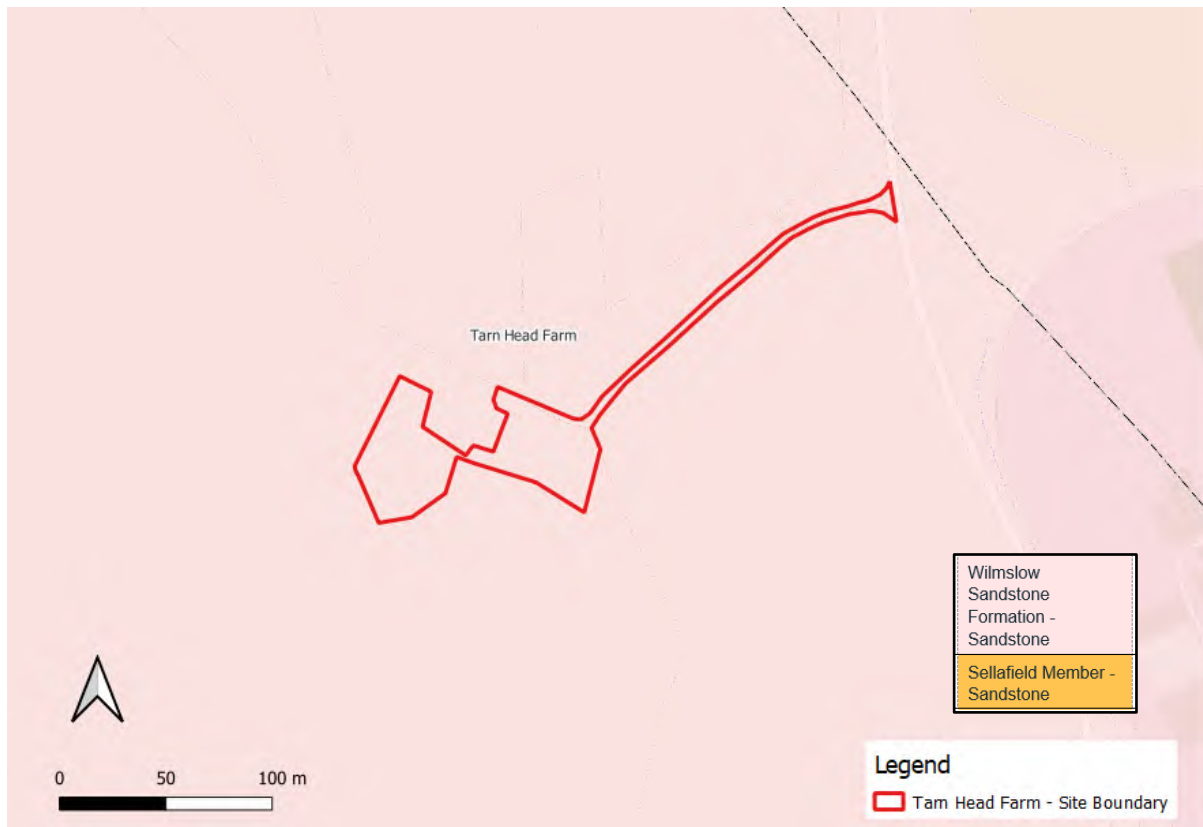 Tarn Head Farm
Wilmslow
Sandstone
Formation -
Sandstone
Sellafield Member -
Sandstone
0 50 100 m
Legend
Tarn Head Farm - Site Boundary